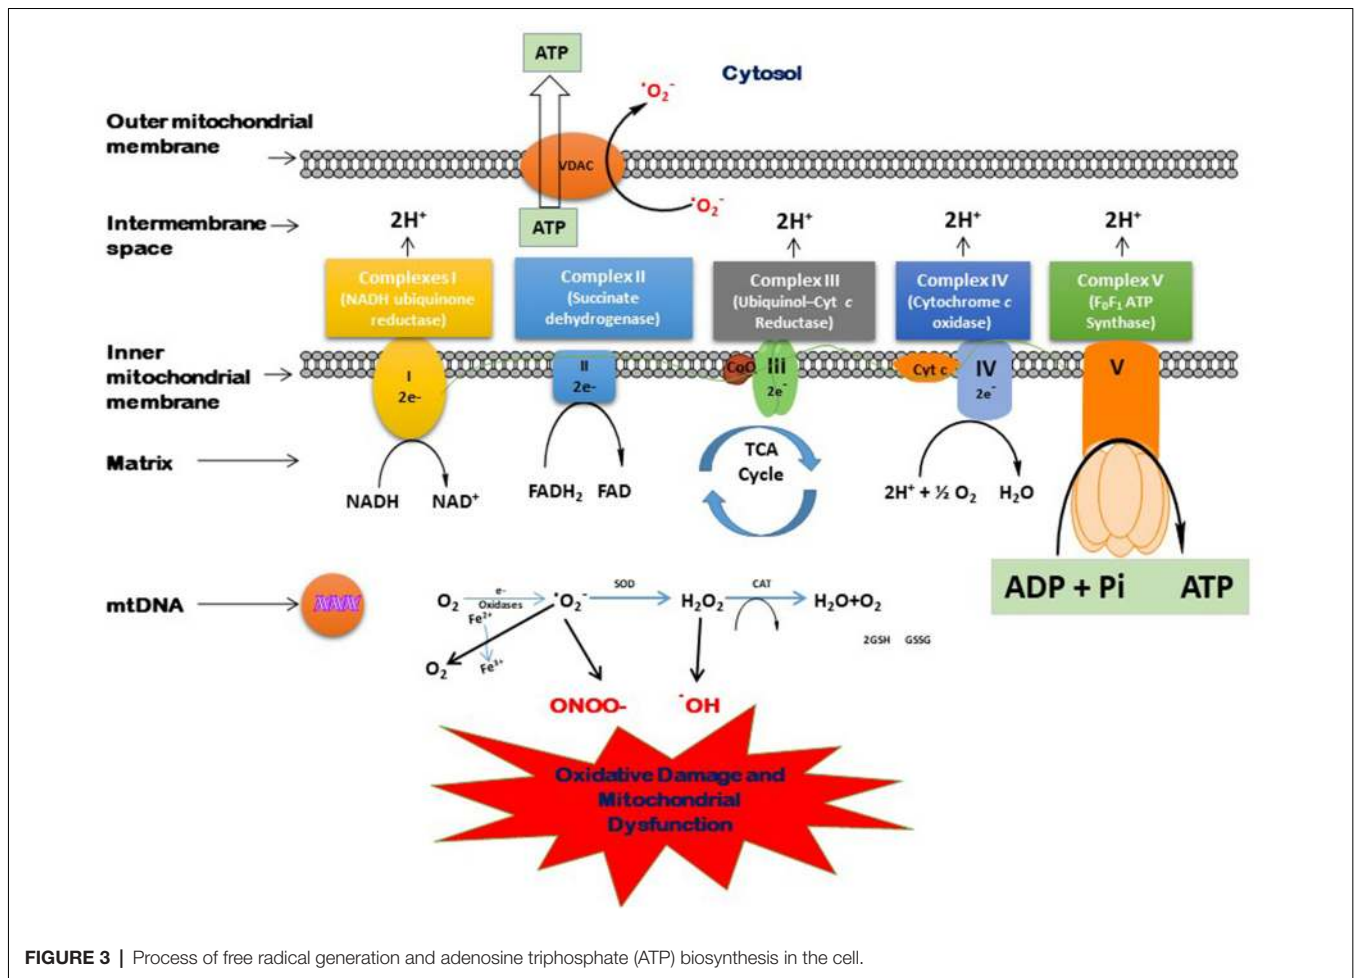 ATP
Cytosol
•O₂⁻
Outer mitochondrial
membrane
VDAC
•O₂⁻
ATP
Intermembrane
space
2H⁺
2H⁺
2H⁺
2H⁺
Complexes I
(NADH ubiquinone
reductase)
Complex II
(Succinate
dehydrogenase)
Complex III
(Ubiquinol–Cyt c
Reductase)
Complex IV
(Cytochrome c
oxidase)
Complex V
(F₀F₁ ATP
Synthase)
Inner
mitochondrial
membrane
I
2e-
II
2e-
CoQ
III
2e⁻
Cyt c
IV
2e⁻
V
Matrix
NADH
NAD⁺
FADH₂
FAD
TCA
Cycle
2H⁺ + ½ O₂
H₂O
ADP + Pi
ATP
mtDNA
O₂
e-
Oxidases
•O₂⁻
SOD
H₂O₂
CAT
H₂O+O₂
Fe²⁺
Fe³⁺
O₂
2GSH
GSSG
ONOO-
•OH
Oxidative Damage and
Mitochondrial
Dysfunction
FIGURE 3 | Process of free radical generation and adenosine triphosphate (ATP) biosynthesis in the cell.